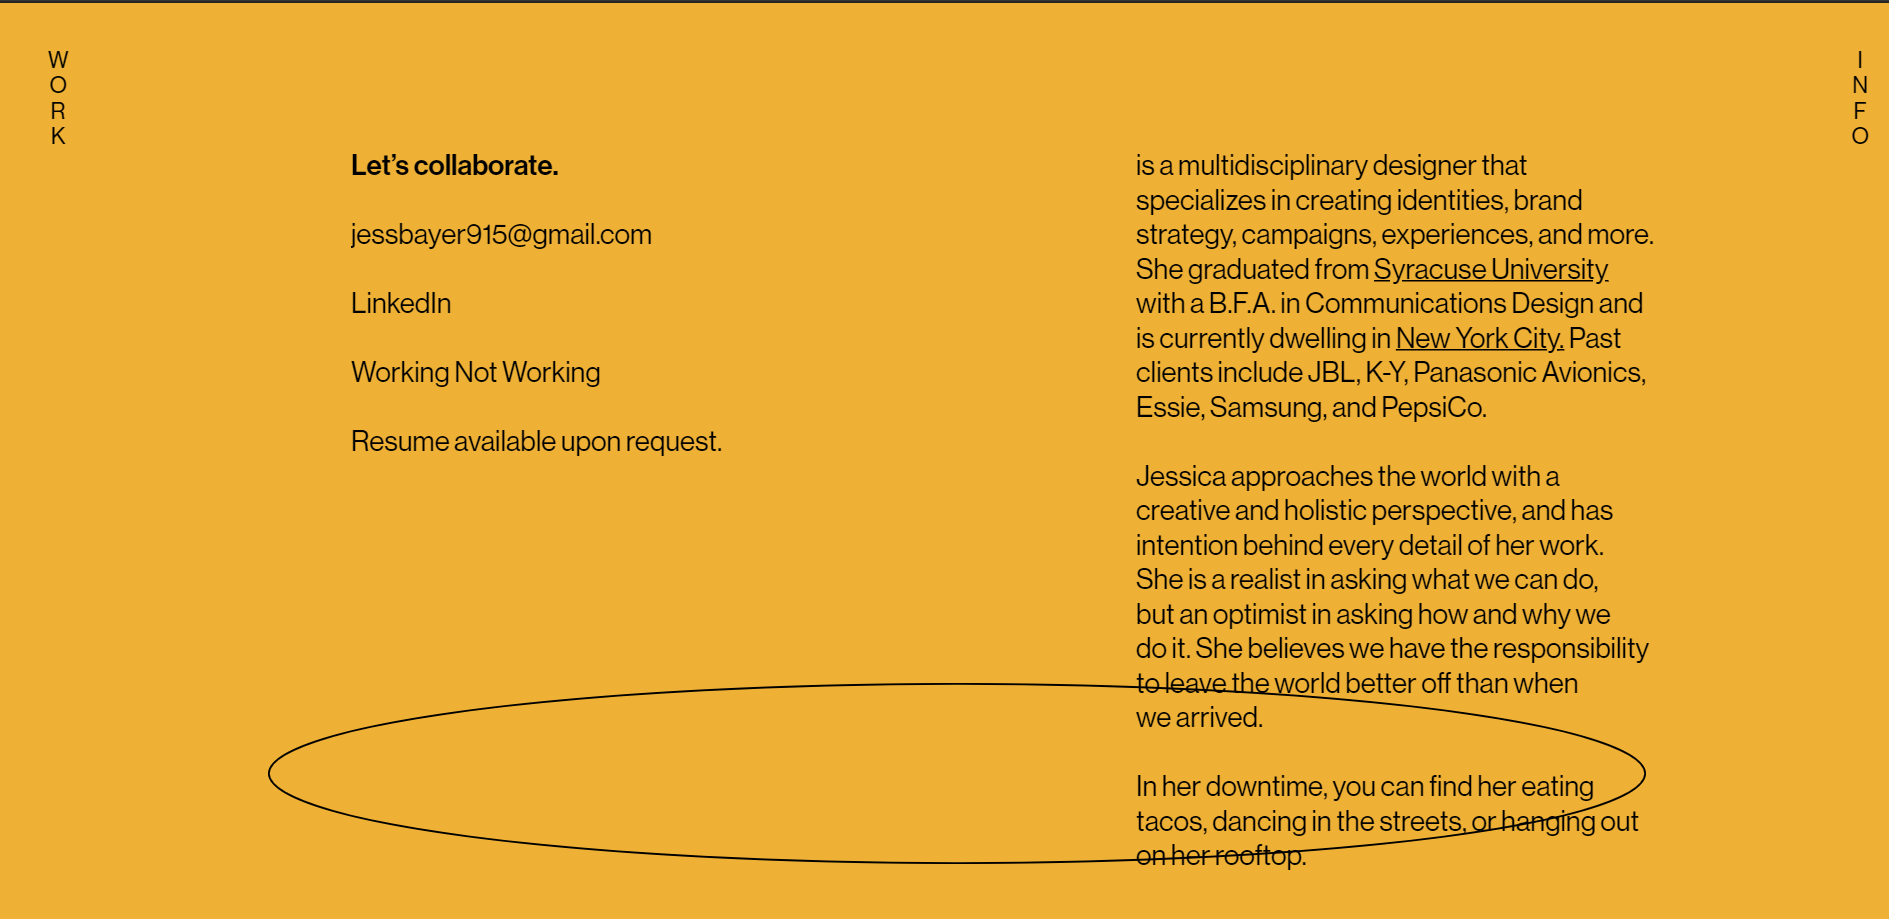 WORK
INFO
Let's collaborate.
jessbayer915@gmail.com
LinkedIn
Working Not Working
Resume available upon request.
is a multidisciplinary designer that
specializes in creating identities, brand
strategy, campaigns, experiences, and more.
She graduated from Syracuse University
with a B.F.A. in Communications Design and
is currently dwelling in New York City. Past
clients include JBL, K-Y, Panasonic Avionics,
Essie, Samsung, and PepsiCo.
Jessica approaches the world with a
creative and holistic perspective, and has
intention behind every detail of her work.
She is a realist in asking what we can do,
but an optimist in asking how and why we
do it. She believes we have the responsibility
to leave the world better off than when
we arrived.
In her downtime, you can find her eating
tacos, dancing in the streets, or hanging out
on her rooftop.